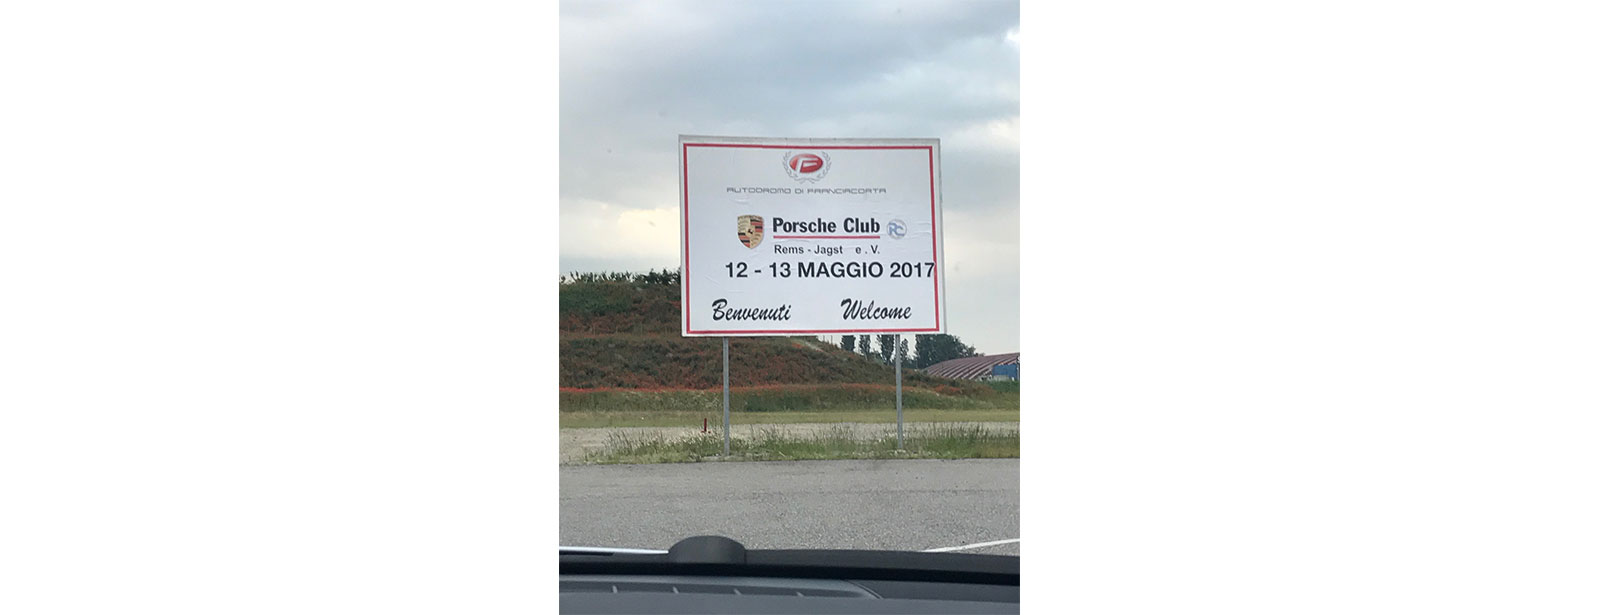 AUTODROMO DI FRANCIACORTA
Porsche Club
Rems - Jagst e . V.
12 - 13 MAGGIO 2017
Benvenuti Welcome